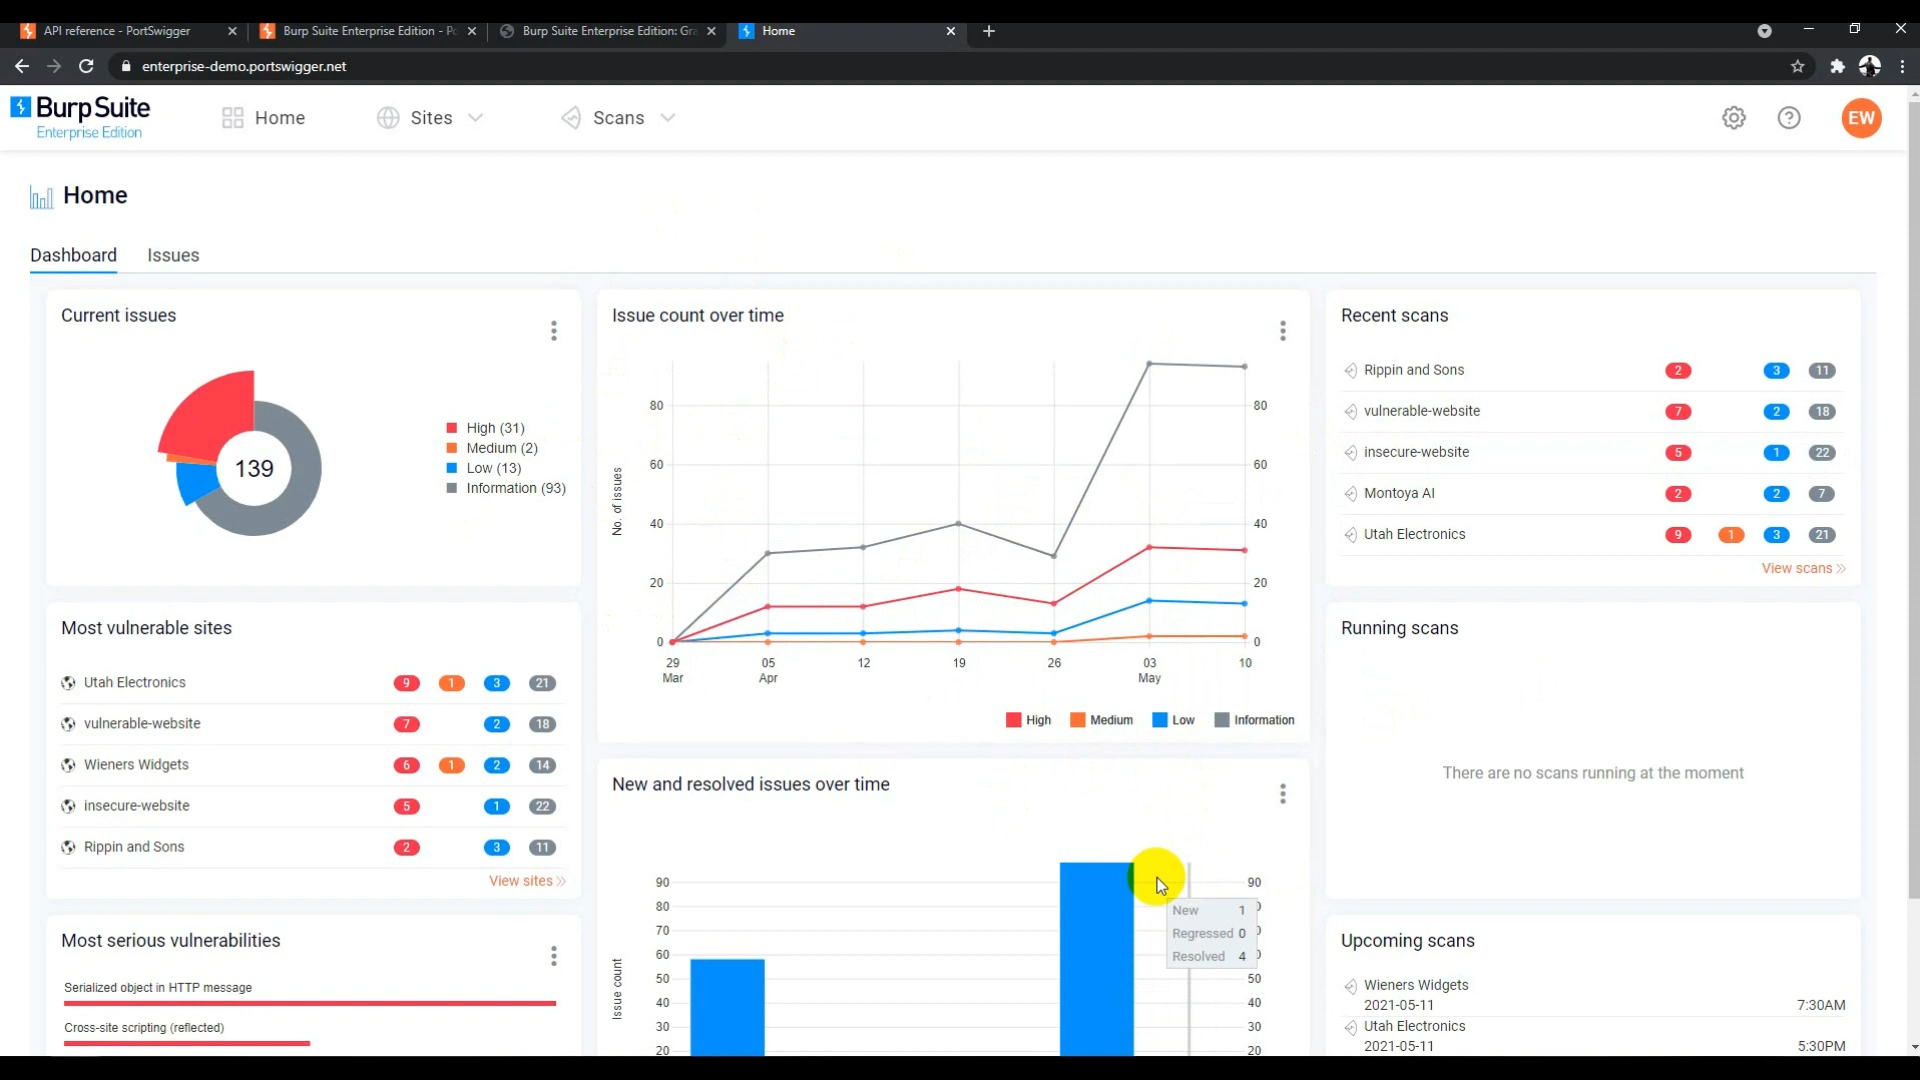 API reference - PortSwigger
Burp Suite Enterprise Edition - Po
Burp Suite Enterprise Edition: Gra
Home
enterprise-demo.portswigger.net
Burp Suite
Enterprise Edition
Home
Sites
Scans
EW
Home
Dashboard
Issues
Current issues
139
High (31)
Medium (2)
Low (13)
Information (93)
Most vulnerable sites
Utah Electronics 9 1 3 21
vulnerable-website 7 2 18
Wieners Widgets 6 1 2 14
insecure-website 5 1 22
Rippin and Sons 2 3 11
View sites
Most serious vulnerabilities
Serialized object in HTTP message
Cross-site scripting (reflected)
Issue count over time
No. of issues
80 80
60 60
40 40
20 20
0 0
29 05 12 19 26 03 10
Mar Apr May
High Medium Low Information
New and resolved issues over time
Issue count
90 90
80
70
60
50 50
40 40
30 30
20 20
New 1
Regressed 0
Resolved 4
Recent scans
Rippin and Sons 2 3 11
vulnerable-website 7 2 18
insecure-website 5 1 22
Montoya AI 2 2 7
Utah Electronics 9 1 3 21
View scans
Running scans
There are no scans running at the moment
Upcoming scans
Wieners Widgets
2021-05-11 7:30AM
Utah Electronics
2021-05-11 5:30PM